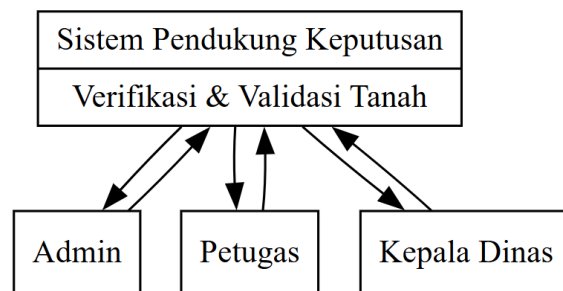 Sistem Pendukung Keputusan
Verifikasi & Validasi Tanah
Admin
Petugas
Kepala Dinas